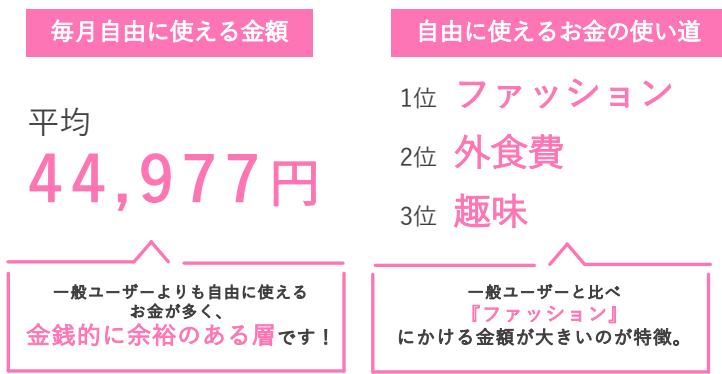 毎月自由に使える金額
平均
44,977円
一般ユーザーよりも自由に使える
お金が多く、
金銭的に余裕のある層です！
自由に使えるお金の使い道
1位 ファッション
2位 外食費
3位 趣味
一般ユーザーと比べ
『ファッション』
にかける金額が大きいのが特徴。